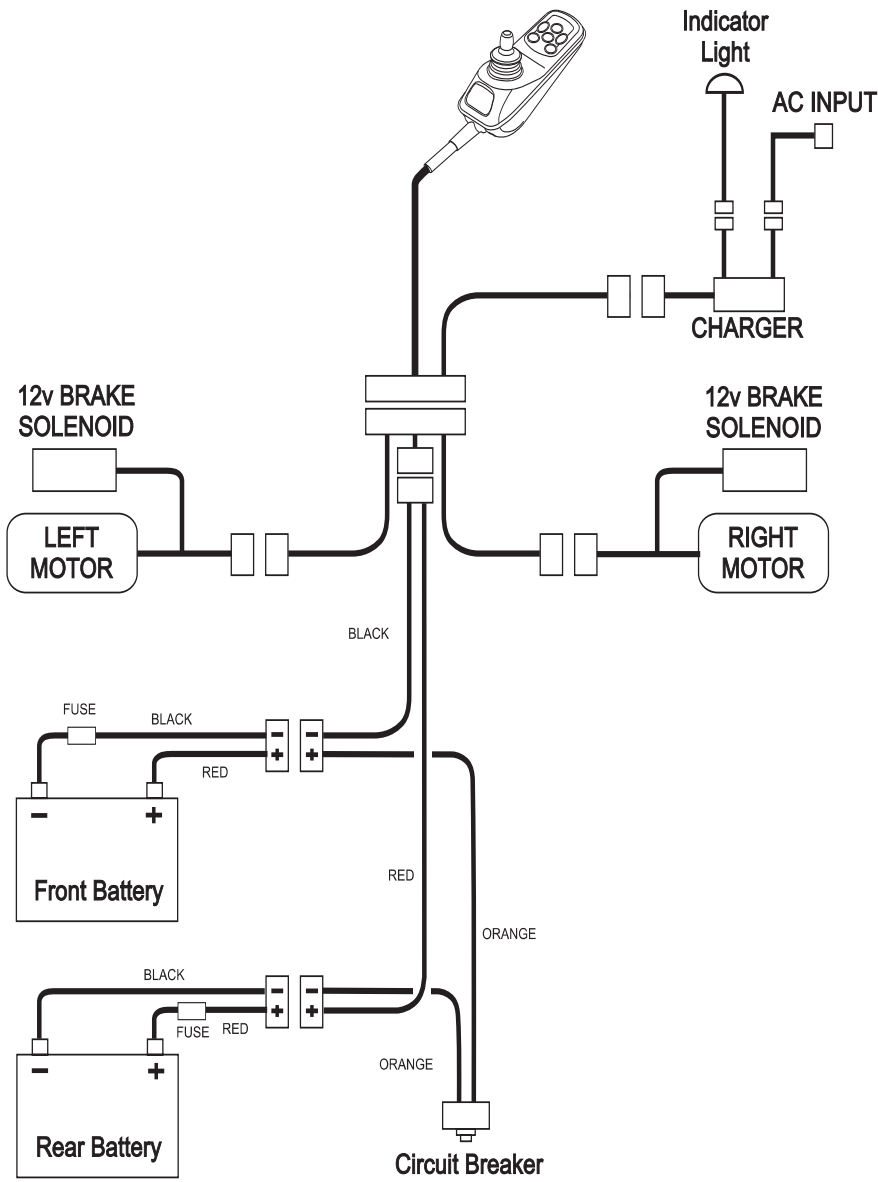 Indicator
Light
AC INPUT
CHARGER
12v BRAKE
SOLENOID
12v BRAKE
SOLENOID
LEFT
MOTOR
RIGHT
MOTOR
BLACK
FUSE
BLACK
- -
+ +
RED
- +
Front Battery
RED
ORANGE
BLACK
- -
+ +
FUSE
RED
- +
ORANGE
Rear Battery
Circuit Breaker